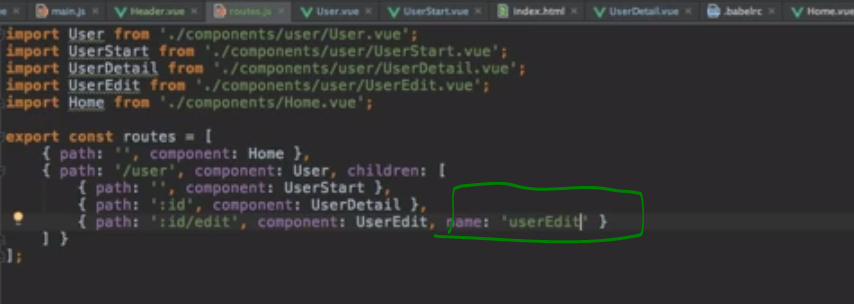 main.js Header.vue routes.js User.vue UserStart.vue index.html UserDetail.vue .babelrc Home.vue
import User from './components/user/User.vue';
import UserStart from './components/user/UserStart.vue';
import UserDetail from './components/user/UserDetail.vue';
import UserEdit from './components/user/UserEdit.vue';
import Home from './components/Home.vue';
export const routes = [
{ path: '', component: Home },
{ path: '/user', component: User, children: [
{ path: '', component: UserStart },
{ path: ':id', component: UserDetail },
{ path: ':id/edit', component: UserEdit, name: 'userEdit' }
] }
];